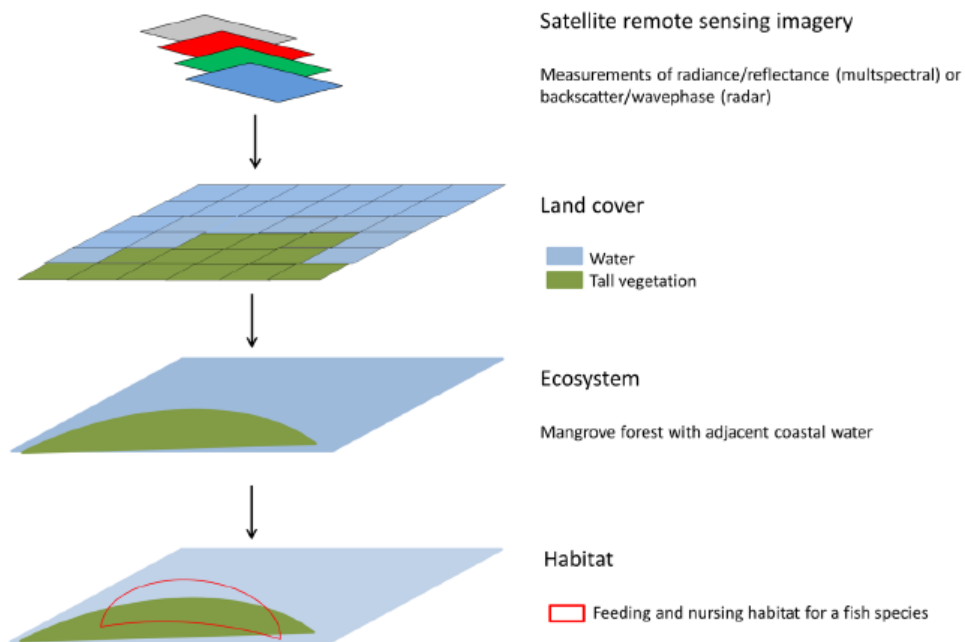 Satellite remote sensing imagery
Measurements of radiance/reflectance (multspectral) or
backscatter/wavephase (radar)
Land cover
Water
Tall vegetation
Ecosystem
Mangrove forest with adjacent coastal water
Habitat
Feeding and nursing habitat for a fish species